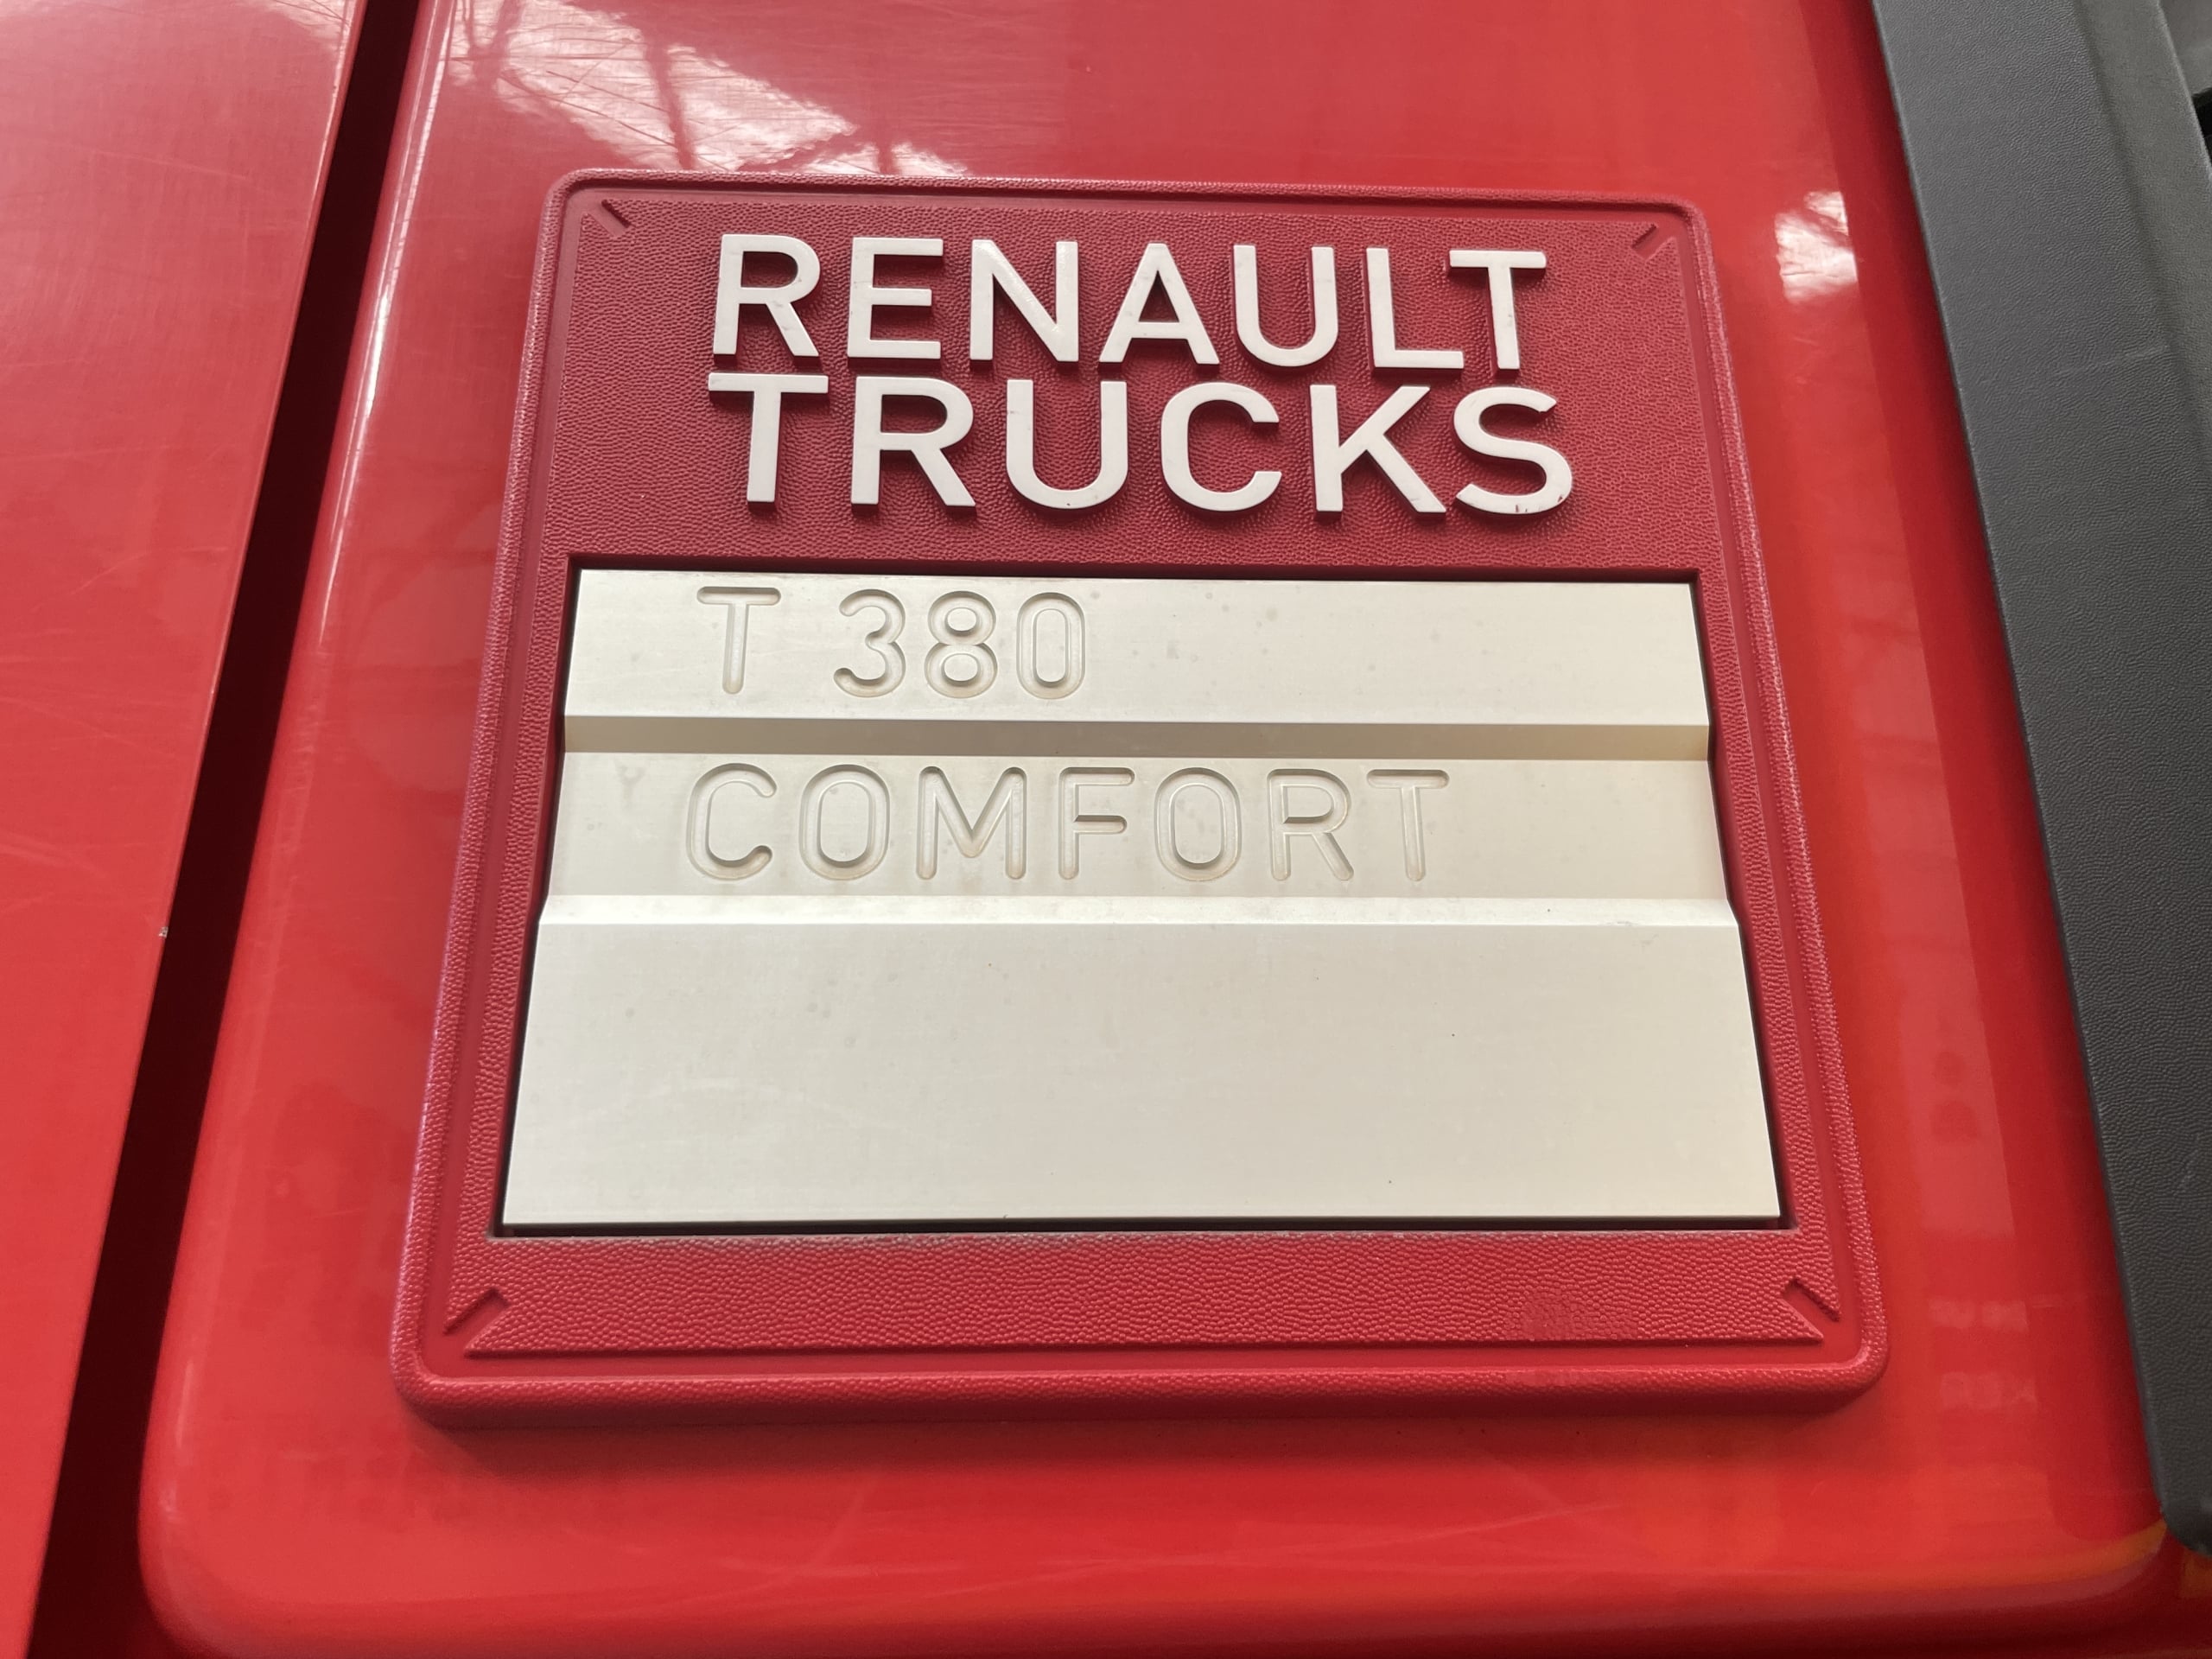 RENAULT
TRUCKS
T 380
COMFORT